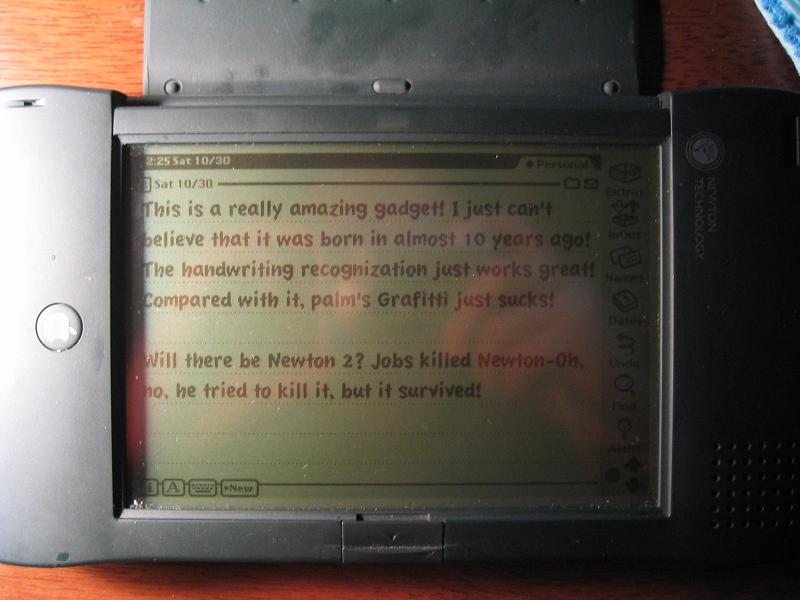 2:25 Sat 10/30
Personal
Sat 10/30
This is a really amazing gadget! I just can't
believe that it was born in almost 10 years ago!
The handwriting recognization just works great!
Compared with it, palm's Grafitti just sucks!
Will there be Newton 2? Jobs killed Newton-Oh,
no, he tried to kill it, but it survived!
i
A
New
Extras
In/Out
Names
Dates
Undo
Find
Assist
NEWTON
TECHNOLOGY